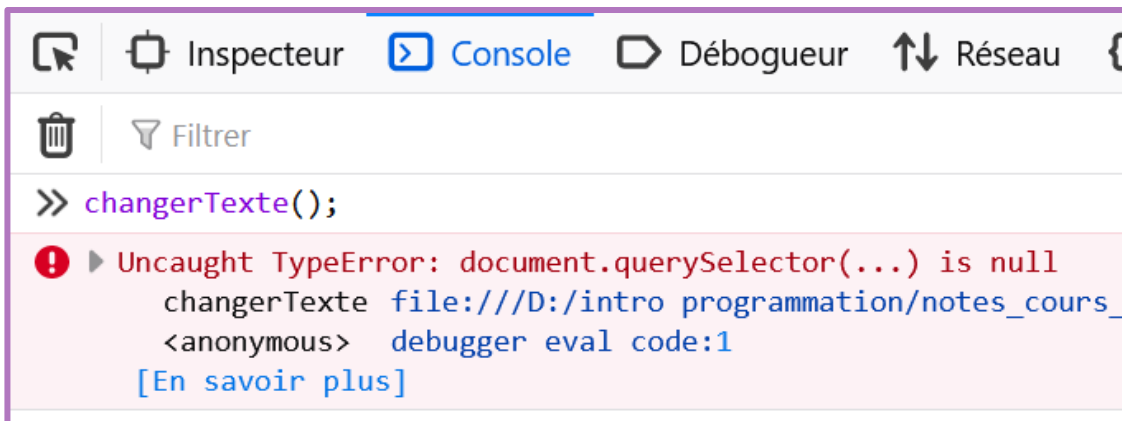 Inspecteur Console Débogueur Réseau {
Filtrer
>> changerTexte();
Uncaught TypeError: document.querySelector(...) is null
changerTexte file:///D:/intro programmation/notes_cours_
<anonymous> debugger eval code:1
[En savoir plus]